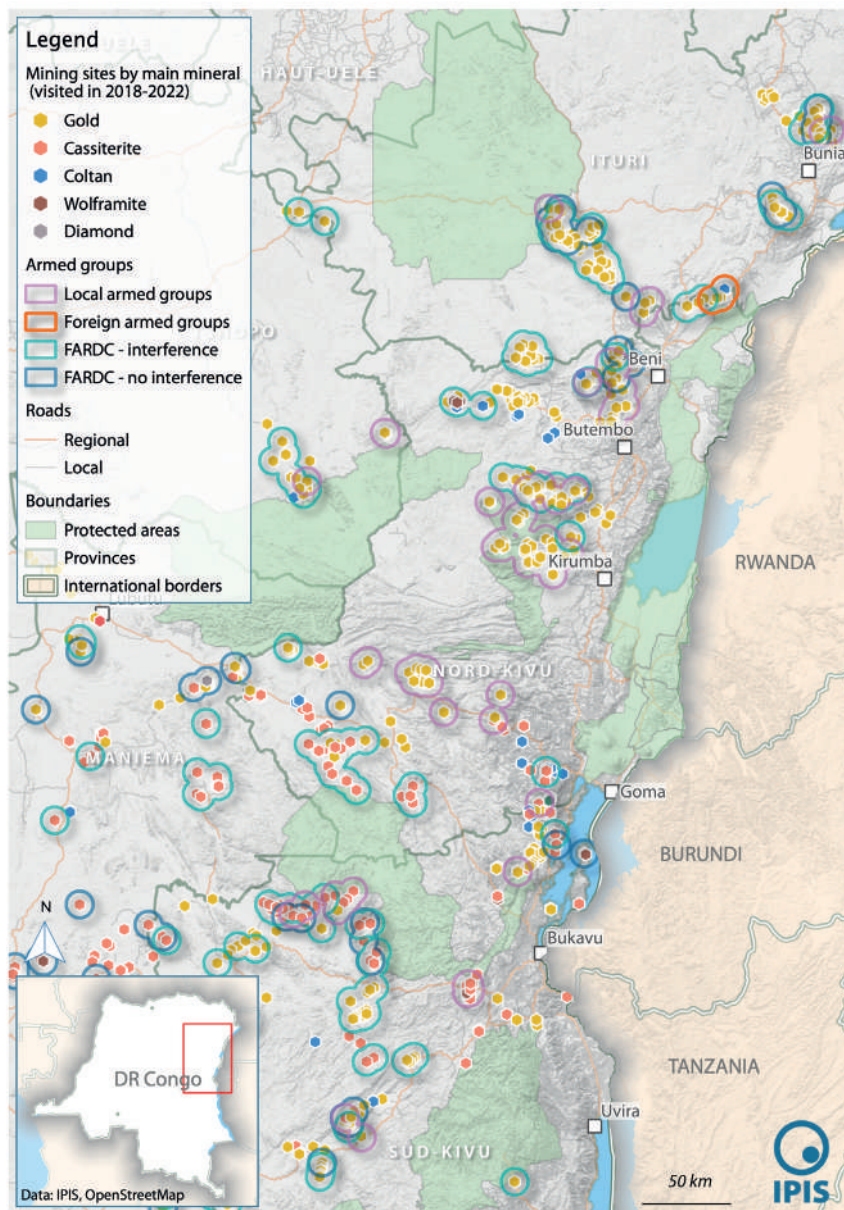 Legend
Mining sites by main mineral
(visited in 2018-2022)
Gold
Cassiterite
Coltan
Wolframite
Diamond
Armed groups
Local armed groups
Foreign armed groups
FARDC - interference
FARDC - no interference
Roads
Regional
Local
Boundaries
Protected areas
Provinces
International borders
HAUT-UELE
ITURI
Bunia
Beni
Butembo
Kirumba
RWANDA
Lubutu
NORD KIVU
MANIEMA
Goma
BURUNDI
N
Bukavu
DR Congo
TANZANIA
Uvira
SUD KIVU
Data: IPIS, OpenStreetMap
50 km
IPIS